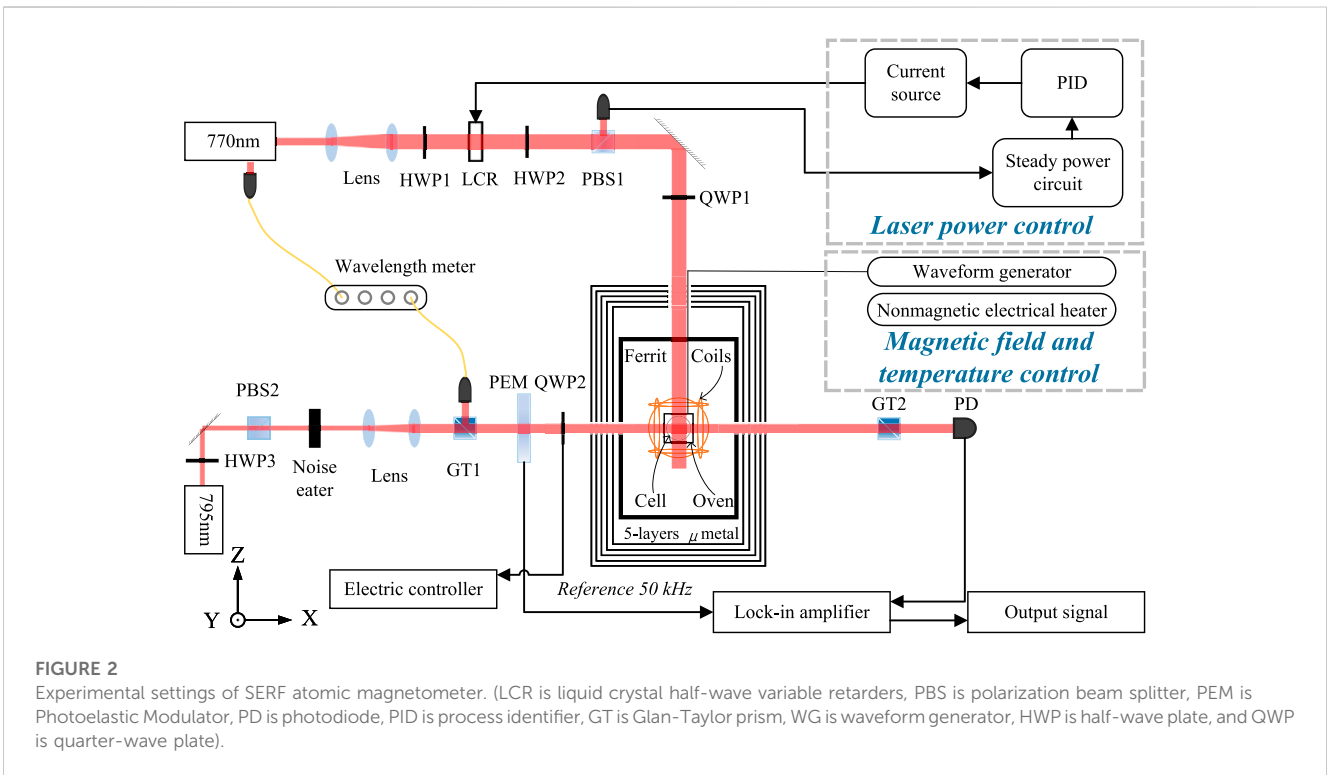 Current
source
PID
Steady power
circuit
Laser power control
770nm
Lens
HWP1
LCR
HWP2
PBS1
QWP1
Wavelength meter
Waveform generator
Nonmagnetic electrical heater
Magnetic field and
temperature control
Ferrit
Coils
PBS2
PEM
QWP2
GT2
PD
HWP3
Noise
eater
Lens
GT1
Cell
Oven
795nm
5-layers μ metal
Z
Y
X
Electric controller
Reference 50 kHz
Lock-in amplifier
Output signal
FIGURE 2
Experimental settings of SERF atomic magnetometer. (LCR is liquid crystal half-wave variable retarders, PBS is polarization beam splitter, PEM is
Photoelastic Modulator, PD is photodiode, PID is process identifier, GT is Glan-Taylor prism, WG is waveform generator, HWP is half-wave plate, and QWP
is quarter-wave plate).